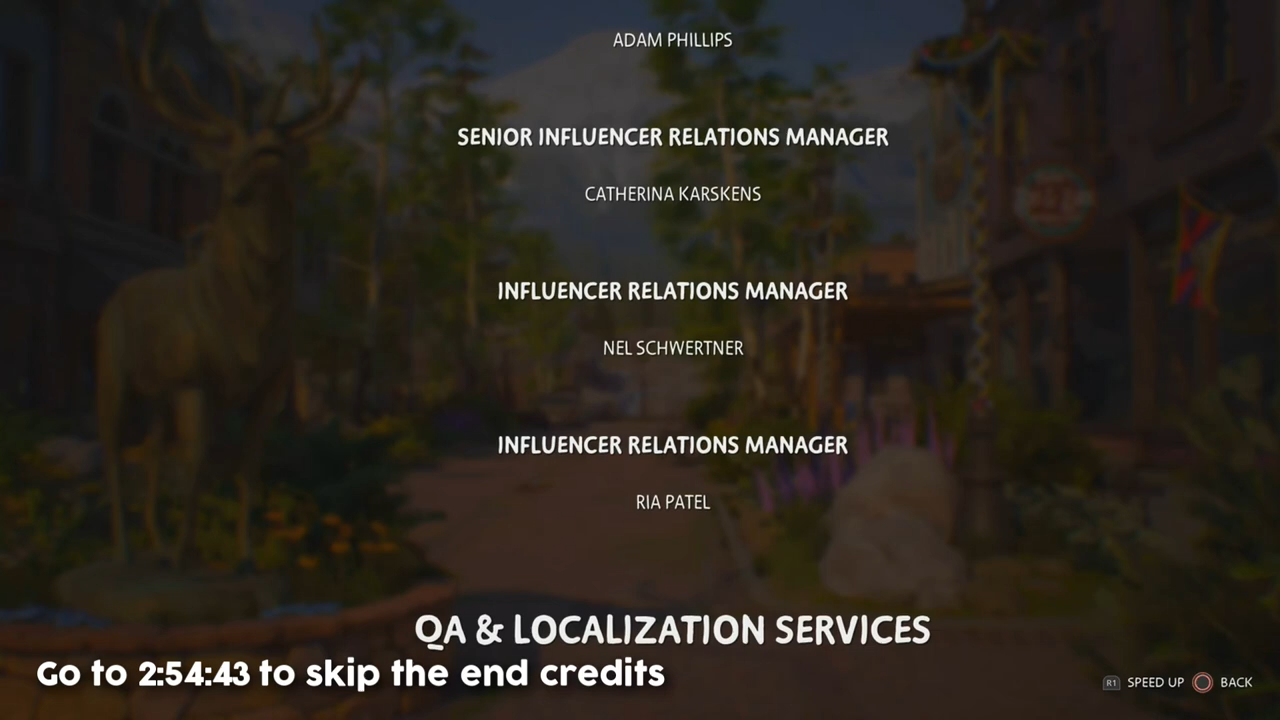 ADAM PHILLIPS
SENIOR INFLUENCER RELATIONS MANAGER
CATHERINA KARSKENS
INFLUENCER RELATIONS MANAGER
NEL SCHWERTNER
INFLUENCER RELATIONS MANAGER
RIA PATEL
QA & LOCALIZATION SERVICES
Go to 2:54:43 to skip the end credits
R1 SPEED UP BACK